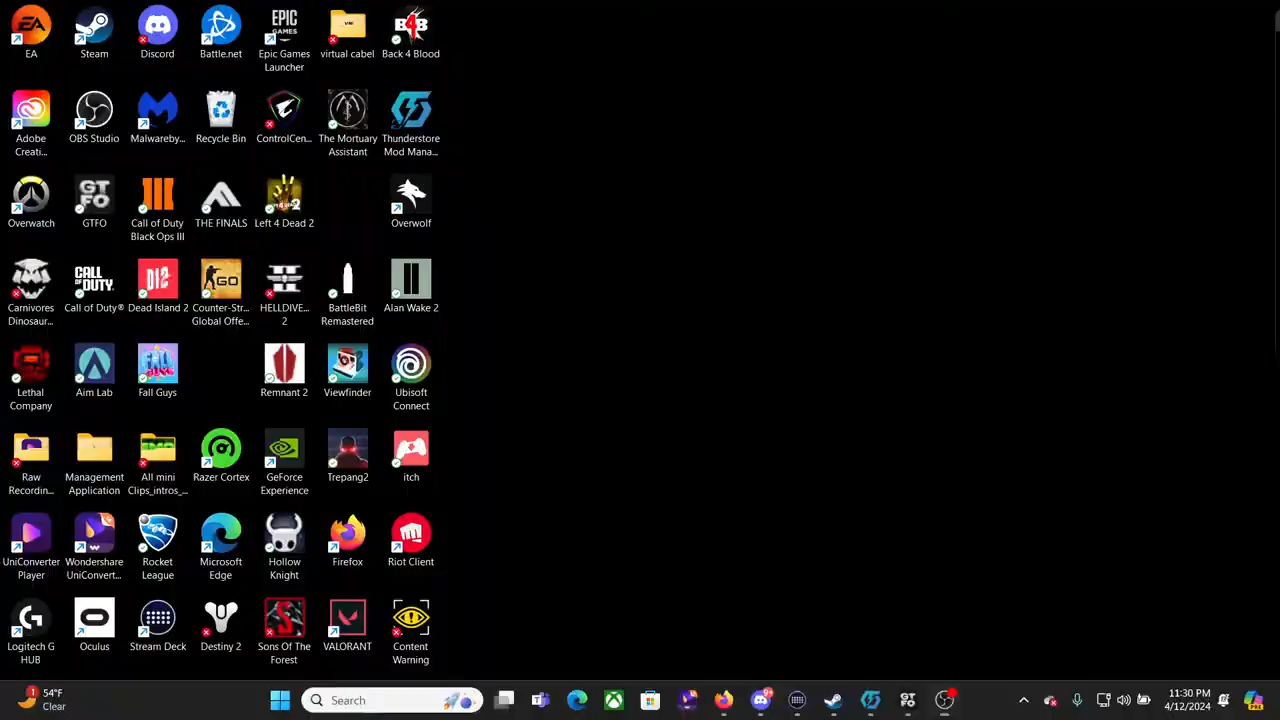 EA
Steam
Discord
Battle.net
Epic Games
Launcher
virtual cabel
Back 4 Blood
Adobe
Creati...
OBS Studio
Malwareby...
Recycle Bin
ControlCen...
The Mortuary
Assistant
Thunderstore
Mod Mana...
Overwatch
GTFO
Call of Duty
Black Ops III
THE FINALS
Left 4 Dead 2
Overwolf
Carnivores
Dinosaur...
Call of Duty®
Dead Island 2
Counter-Str...
Global Offe...
HELLDIVE...
2
BattleBit
Remastered
Alan Wake 2
Lethal
Company
Aim Lab
Fall Guys
Remnant 2
Viewfinder
Ubisoft
Connect
Raw
Recordin...
Management
Application
All mini
Clips_intros_...
Razer Cortex
GeForce
Experience
Trepang2
itch
UniConverter
Player
Wondershare
UniConvert...
Rocket
League
Microsoft
Edge
Hollow
Knight
Firefox
Riot Client
Logitech G
HUB
Oculus
Stream Deck
Destiny 2
Sons Of The
Forest
VALORANT
Content
Warning
1
54°F
Clear
Search
11:30 PM
4/12/2024